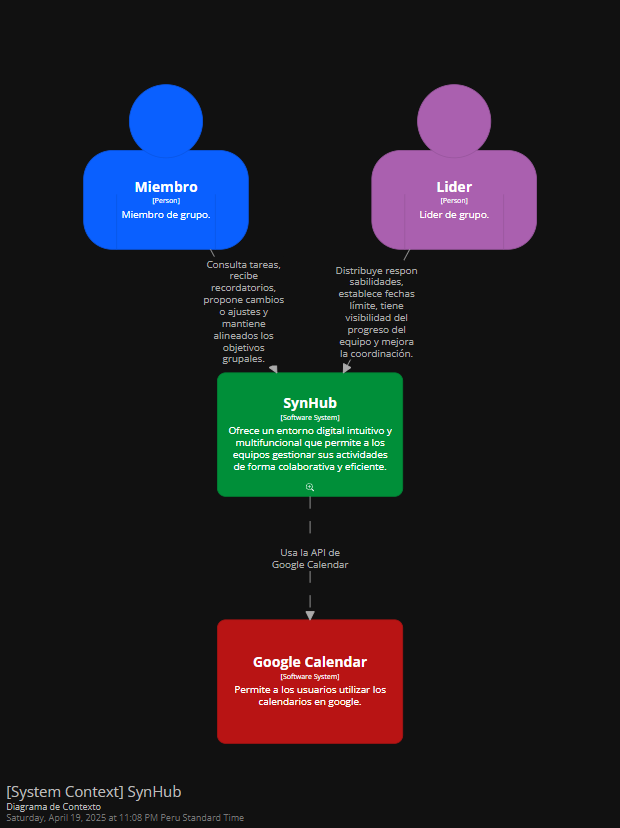 Miembro
[Person]
Miembro de grupo.
Lider
[Person]
Líder de grupo.
Consulta tareas,
recibe
recordatorios,
propone cambios
o ajustes y
mantiene
alineados los
objetivos
grupales.
Distribuye respon
sabilidades,
establece fechas
límite, tiene
visibilidad del
progreso del
equipo y mejora
la coordinación.
SynHub
[Software System]
Ofrece un entorno digital intuitivo y
multifuncional que permite a los
equipos gestionar sus actividades
de forma colaborativa y eficiente.
Usa la API de
Google Calendar
Google Calendar
[Software System]
Permite a los usuarios utilizar los
calendarios en google.
[System Context] SynHub
Diagrama de Contexto
Saturday, April 19, 2025 at 11:08 PM Peru Standard Time